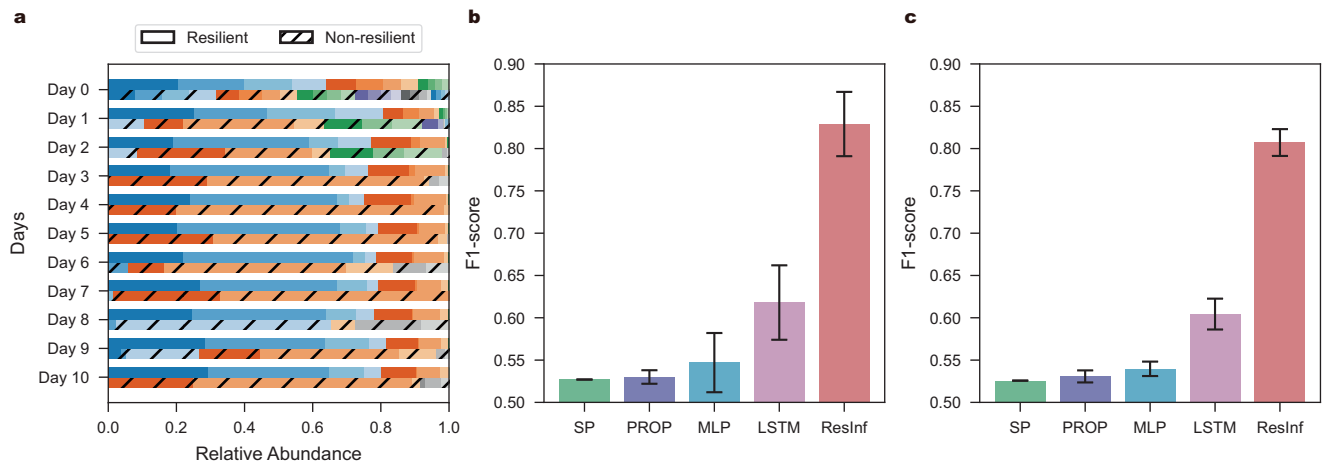 a
Resilient
Non-resilient
Days
Day 0
Day 1
Day 2
Day 3
Day 4
Day 5
Day 6
Day 7
Day 8
Day 9
Day 10
0.0 0.2 0.4 0.6 0.8 1.0
Relative Abundance
b
F1-score
0.90
0.85
0.80
0.75
0.70
0.65
0.60
0.55
0.50
SP PROP MLP LSTM ResInf
c
F1-score
0.90
0.85
0.80
0.75
0.70
0.65
0.60
0.55
0.50
SP PROP MLP LSTM ResInf